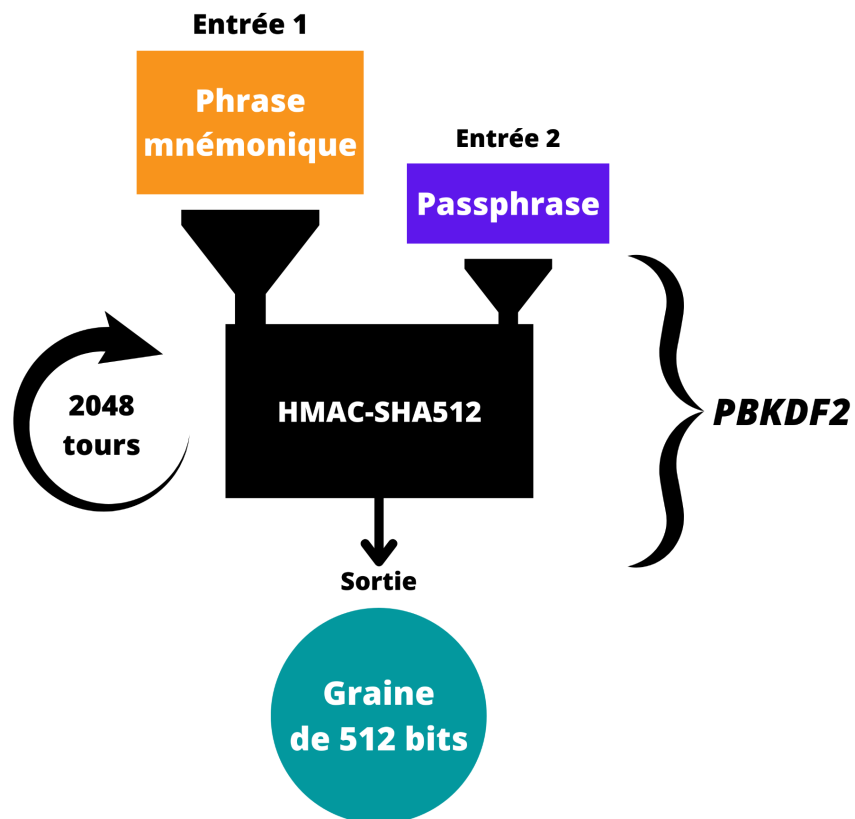 Entrée 1
Phrase
mnémonique
Entrée 2
Passphrase
2048
tours
HMAC-SHA512
PBKDF2
Sortie
Graine
de 512 bits